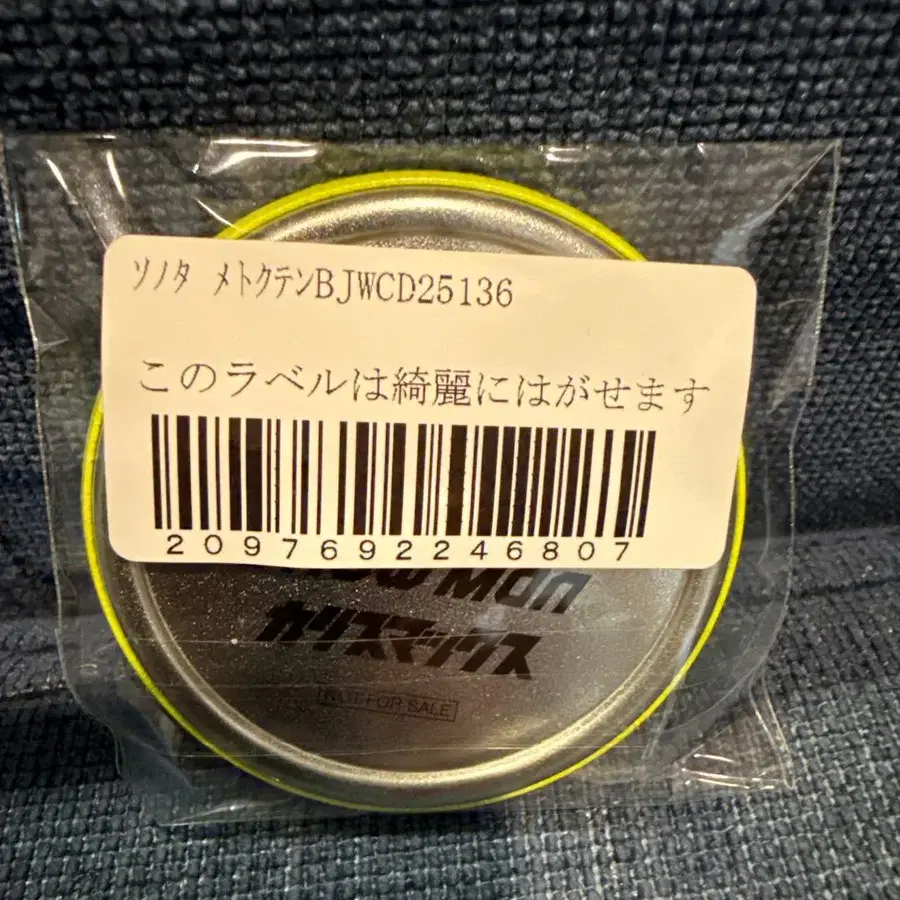 ソノタ メトクテンBJWCD25136
このラベルは綺麗にはがせます
2097692246807
カリスマックス
NOT FOR SALE